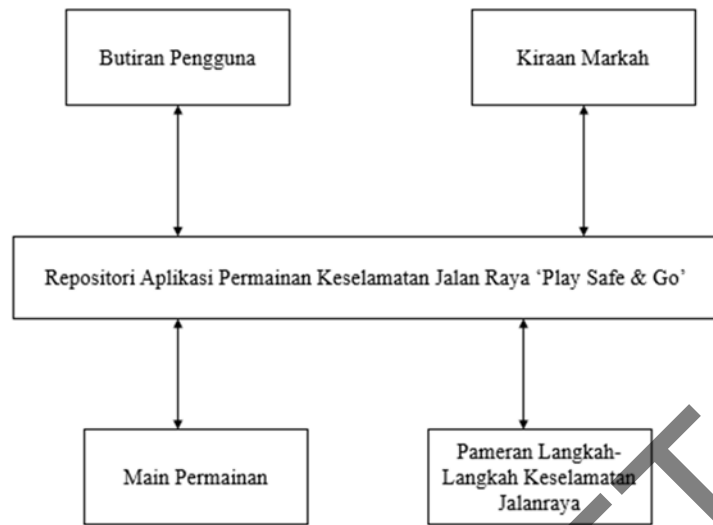 Butiran Pengguna
Kiraan Markah
Repositori Aplikasi Permainan Keselamatan Jalan Raya ‘Play Safe & Go’
Main Permainan
Pameran Langkah-
Langkah Keselamatan
Jalanraya